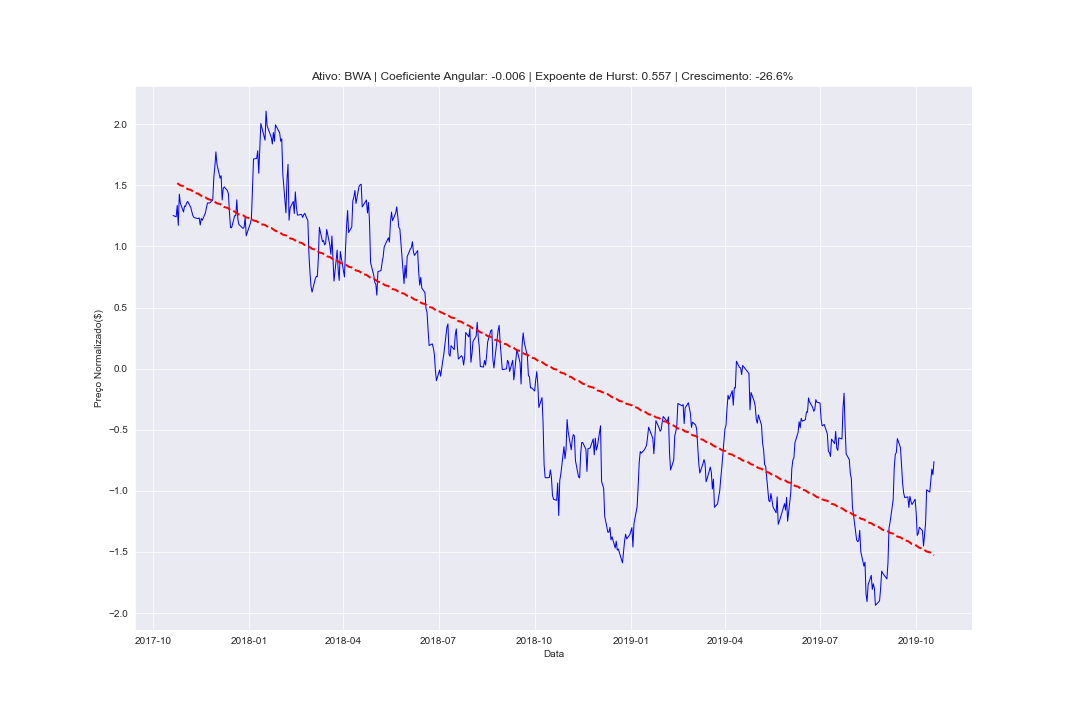 Ativo: BWA | Coeficiente Angular: -0.006 | Expoente de Hurst: 0.557 | Crescimento: -26.6%
2.0
1.5
1.0
0.5
0.0
−0.5
−1.0
−1.5
−2.0
Preço Normalizado($)
2017-10 2018-01 2018-04 2018-07 2018-10 2019-01 2019-04 2019-07 2019-10
Data